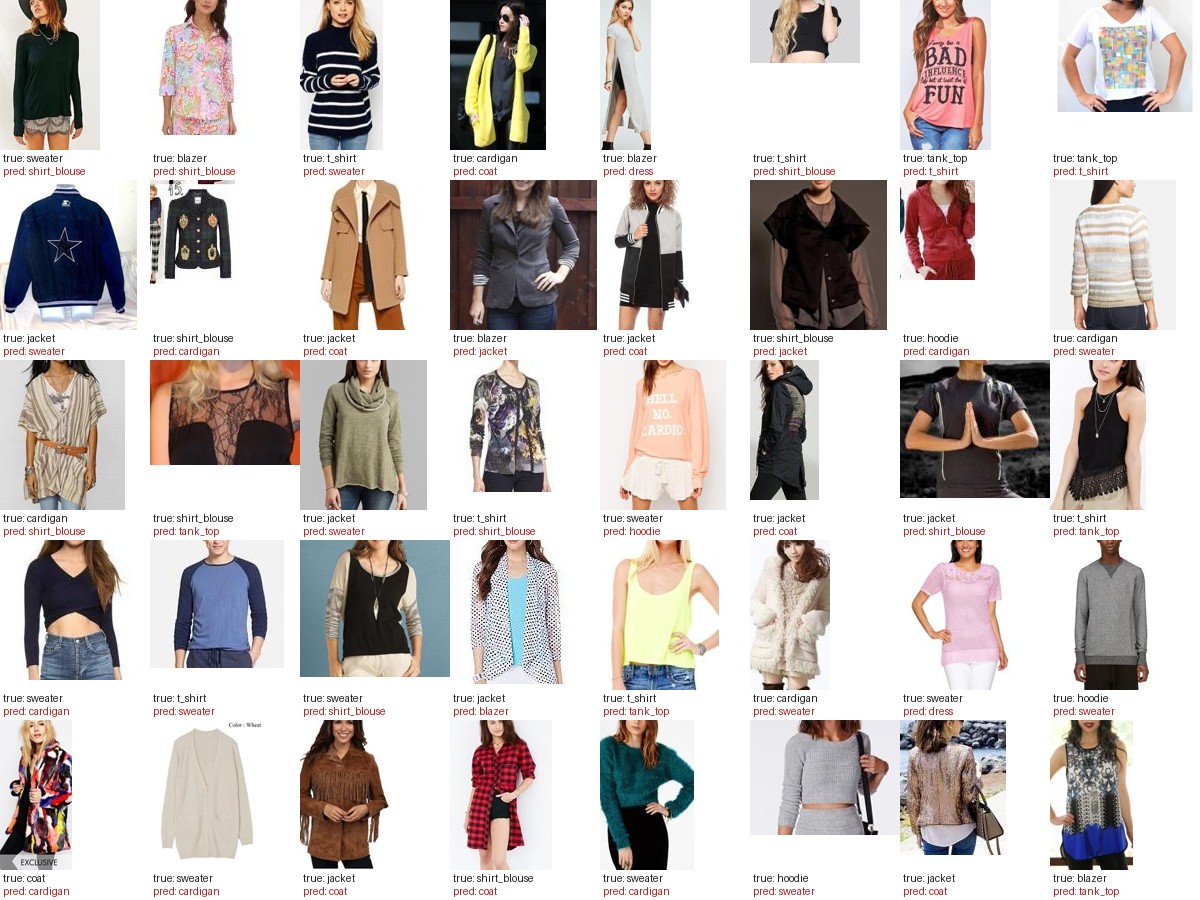 may be a
BAD
INFLUENCE
but at least I'm
FUN
true: sweater
pred: shirt_blouse
true: blazer
pred: shirt_blouse
true: t_shirt
pred: sweater
true: cardigan
pred: coat
true: blazer
pred: dress
true: t_shirt
pred: shirt_blouse
true: tank_top
pred: t_shirt
true: tank_top
pred: t_shirt
15
true: jacket
pred: sweater
true: shirt_blouse
pred: cardigan
true: jacket
pred: coat
true: blazer
pred: jacket
true: jacket
pred: coat
true: shirt_blouse
pred: jacket
true: hoodie
pred: cardigan
true: cardigan
pred: sweater
HELL
NO.
CARDIO.
true: cardigan
pred: shirt_blouse
true: shirt_blouse
pred: tank_top
true: jacket
pred: sweater
true: t_shirt
pred: shirt_blouse
true: sweater
pred: hoodie
true: jacket
pred: coat
true: jacket
pred: shirt_blouse
true: t_shirt
pred: tank_top
true: sweater
pred: cardigan
true: t_shirt
pred: sweater
true: sweater
pred: shirt_blouse
true: jacket
pred: blazer
true: t_shirt
pred: tank_top
true: cardigan
pred: sweater
true: sweater
pred: dress
true: hoodie
pred: sweater
Color : Wheat
EXCLUSIVE
true: coat
pred: cardigan
true: sweater
pred: cardigan
true: jacket
pred: coat
true: shirt_blouse
pred: coat
true: sweater
pred: cardigan
true: hoodie
pred: sweater
true: jacket
pred: coat
true: blazer
pred: tank_top